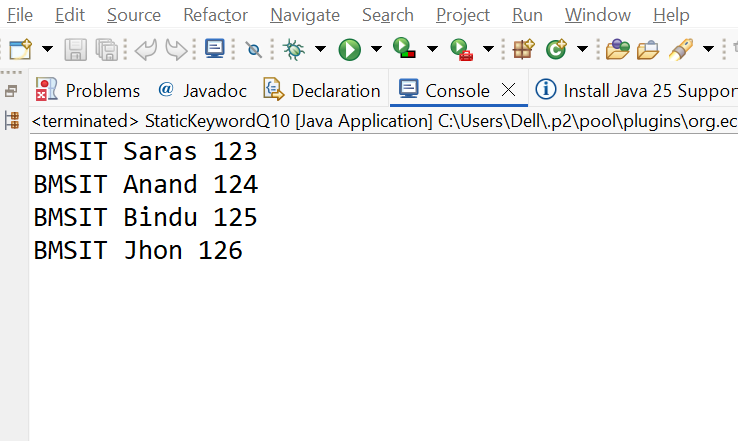 File Edit Source Refactor Navigate Search Project Run Window Help
Problems @ Javadoc Declaration Console Install Java 25 Suppor
<terminated> StaticKeywordQ10 [Java Application] C:\Users\Dell\.p2\pool\plugins\org.ec
BMSIT Saras 123
BMSIT Anand 124
BMSIT Bindu 125
BMSIT Jhon 126